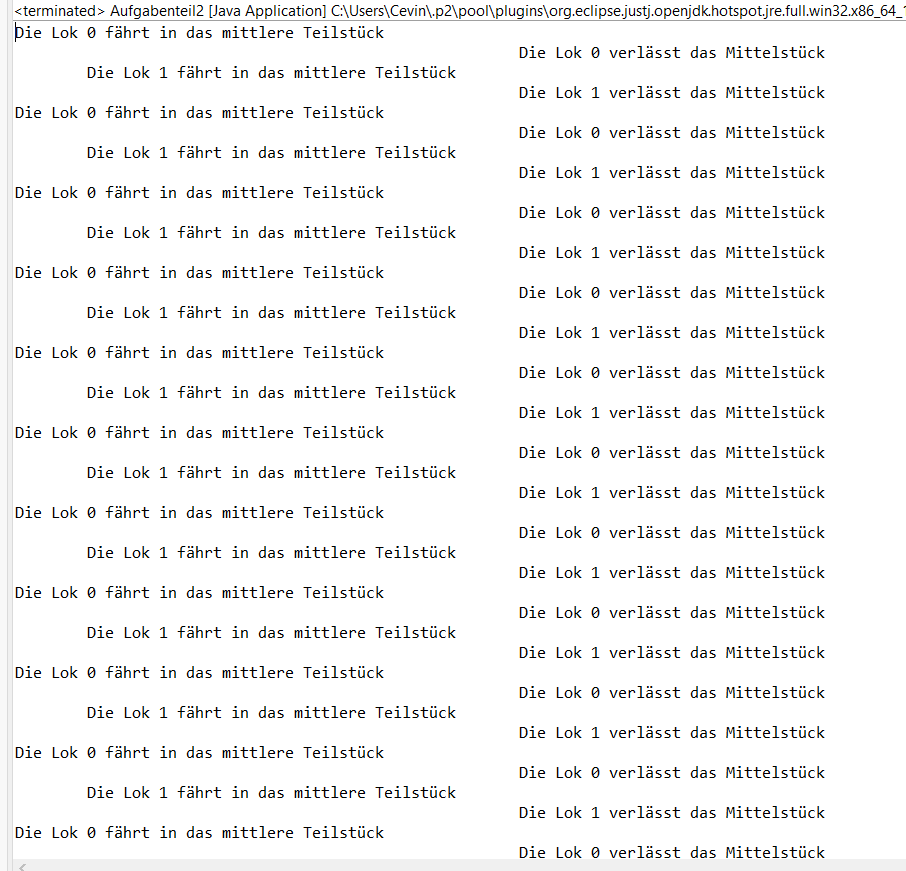 <terminated> Aufgabenteil2 [Java Application] C:\Users\Cevin\.p2\pool\plugins\org.eclipse.justj.openjdk.hotspot.jre.full.win32.x86_64_
Die Lok 0 fährt in das mittlere Teilstück
Die Lok 0 verlässt das Mittelstück
Die Lok 1 fährt in das mittlere Teilstück
Die Lok 1 verlässt das Mittelstück
Die Lok 0 fährt in das mittlere Teilstück
Die Lok 0 verlässt das Mittelstück
Die Lok 1 fährt in das mittlere Teilstück
Die Lok 1 verlässt das Mittelstück
Die Lok 0 fährt in das mittlere Teilstück
Die Lok 0 verlässt das Mittelstück
Die Lok 1 fährt in das mittlere Teilstück
Die Lok 1 verlässt das Mittelstück
Die Lok 0 fährt in das mittlere Teilstück
Die Lok 0 verlässt das Mittelstück
Die Lok 1 fährt in das mittlere Teilstück
Die Lok 1 verlässt das Mittelstück
Die Lok 0 fährt in das mittlere Teilstück
Die Lok 0 verlässt das Mittelstück
Die Lok 1 fährt in das mittlere Teilstück
Die Lok 1 verlässt das Mittelstück
Die Lok 0 fährt in das mittlere Teilstück
Die Lok 0 verlässt das Mittelstück
Die Lok 1 fährt in das mittlere Teilstück
Die Lok 1 verlässt das Mittelstück
Die Lok 0 fährt in das mittlere Teilstück
Die Lok 0 verlässt das Mittelstück
Die Lok 1 fährt in das mittlere Teilstück
Die Lok 1 verlässt das Mittelstück
Die Lok 0 fährt in das mittlere Teilstück
Die Lok 0 verlässt das Mittelstück
Die Lok 1 fährt in das mittlere Teilstück
Die Lok 1 verlässt das Mittelstück
Die Lok 0 fährt in das mittlere Teilstück
Die Lok 0 verlässt das Mittelstück
Die Lok 1 fährt in das mittlere Teilstück
Die Lok 1 verlässt das Mittelstück
Die Lok 0 fährt in das mittlere Teilstück
Die Lok 0 verlässt das Mittelstück
Die Lok 1 fährt in das mittlere Teilstück
Die Lok 1 verlässt das Mittelstück
Die Lok 0 fährt in das mittlere Teilstück
Die Lok 0 verlässt das Mittelstück